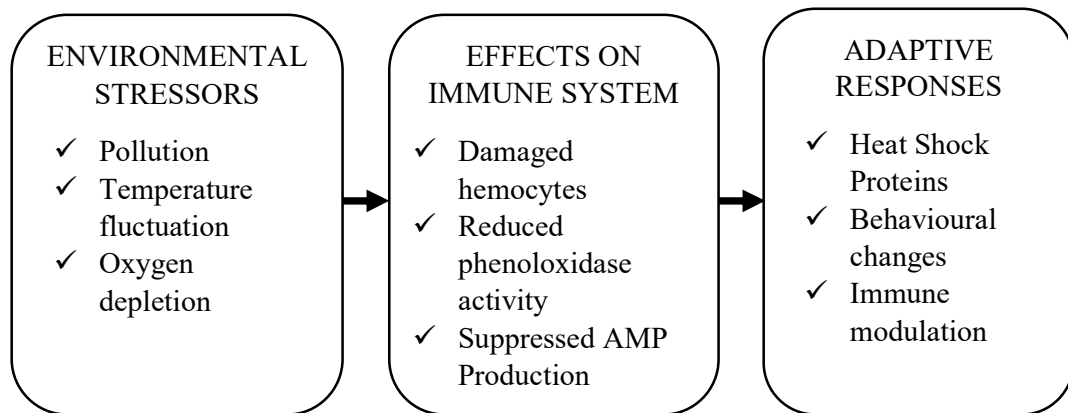 ENVIRONMENTAL
STRESSORS
✓ Pollution
✓ Temperature
fluctuation
✓ Oxygen
depletion
EFFECTS ON
IMMUNE SYSTEM
✓ Damaged
hemocytes
✓ Reduced
phenoloxidase
activity
✓ Suppressed AMP
Production
ADAPTIVE
RESPONSES
✓ Heat Shock
Proteins
✓ Behavioural
changes
✓ Immune
modulation